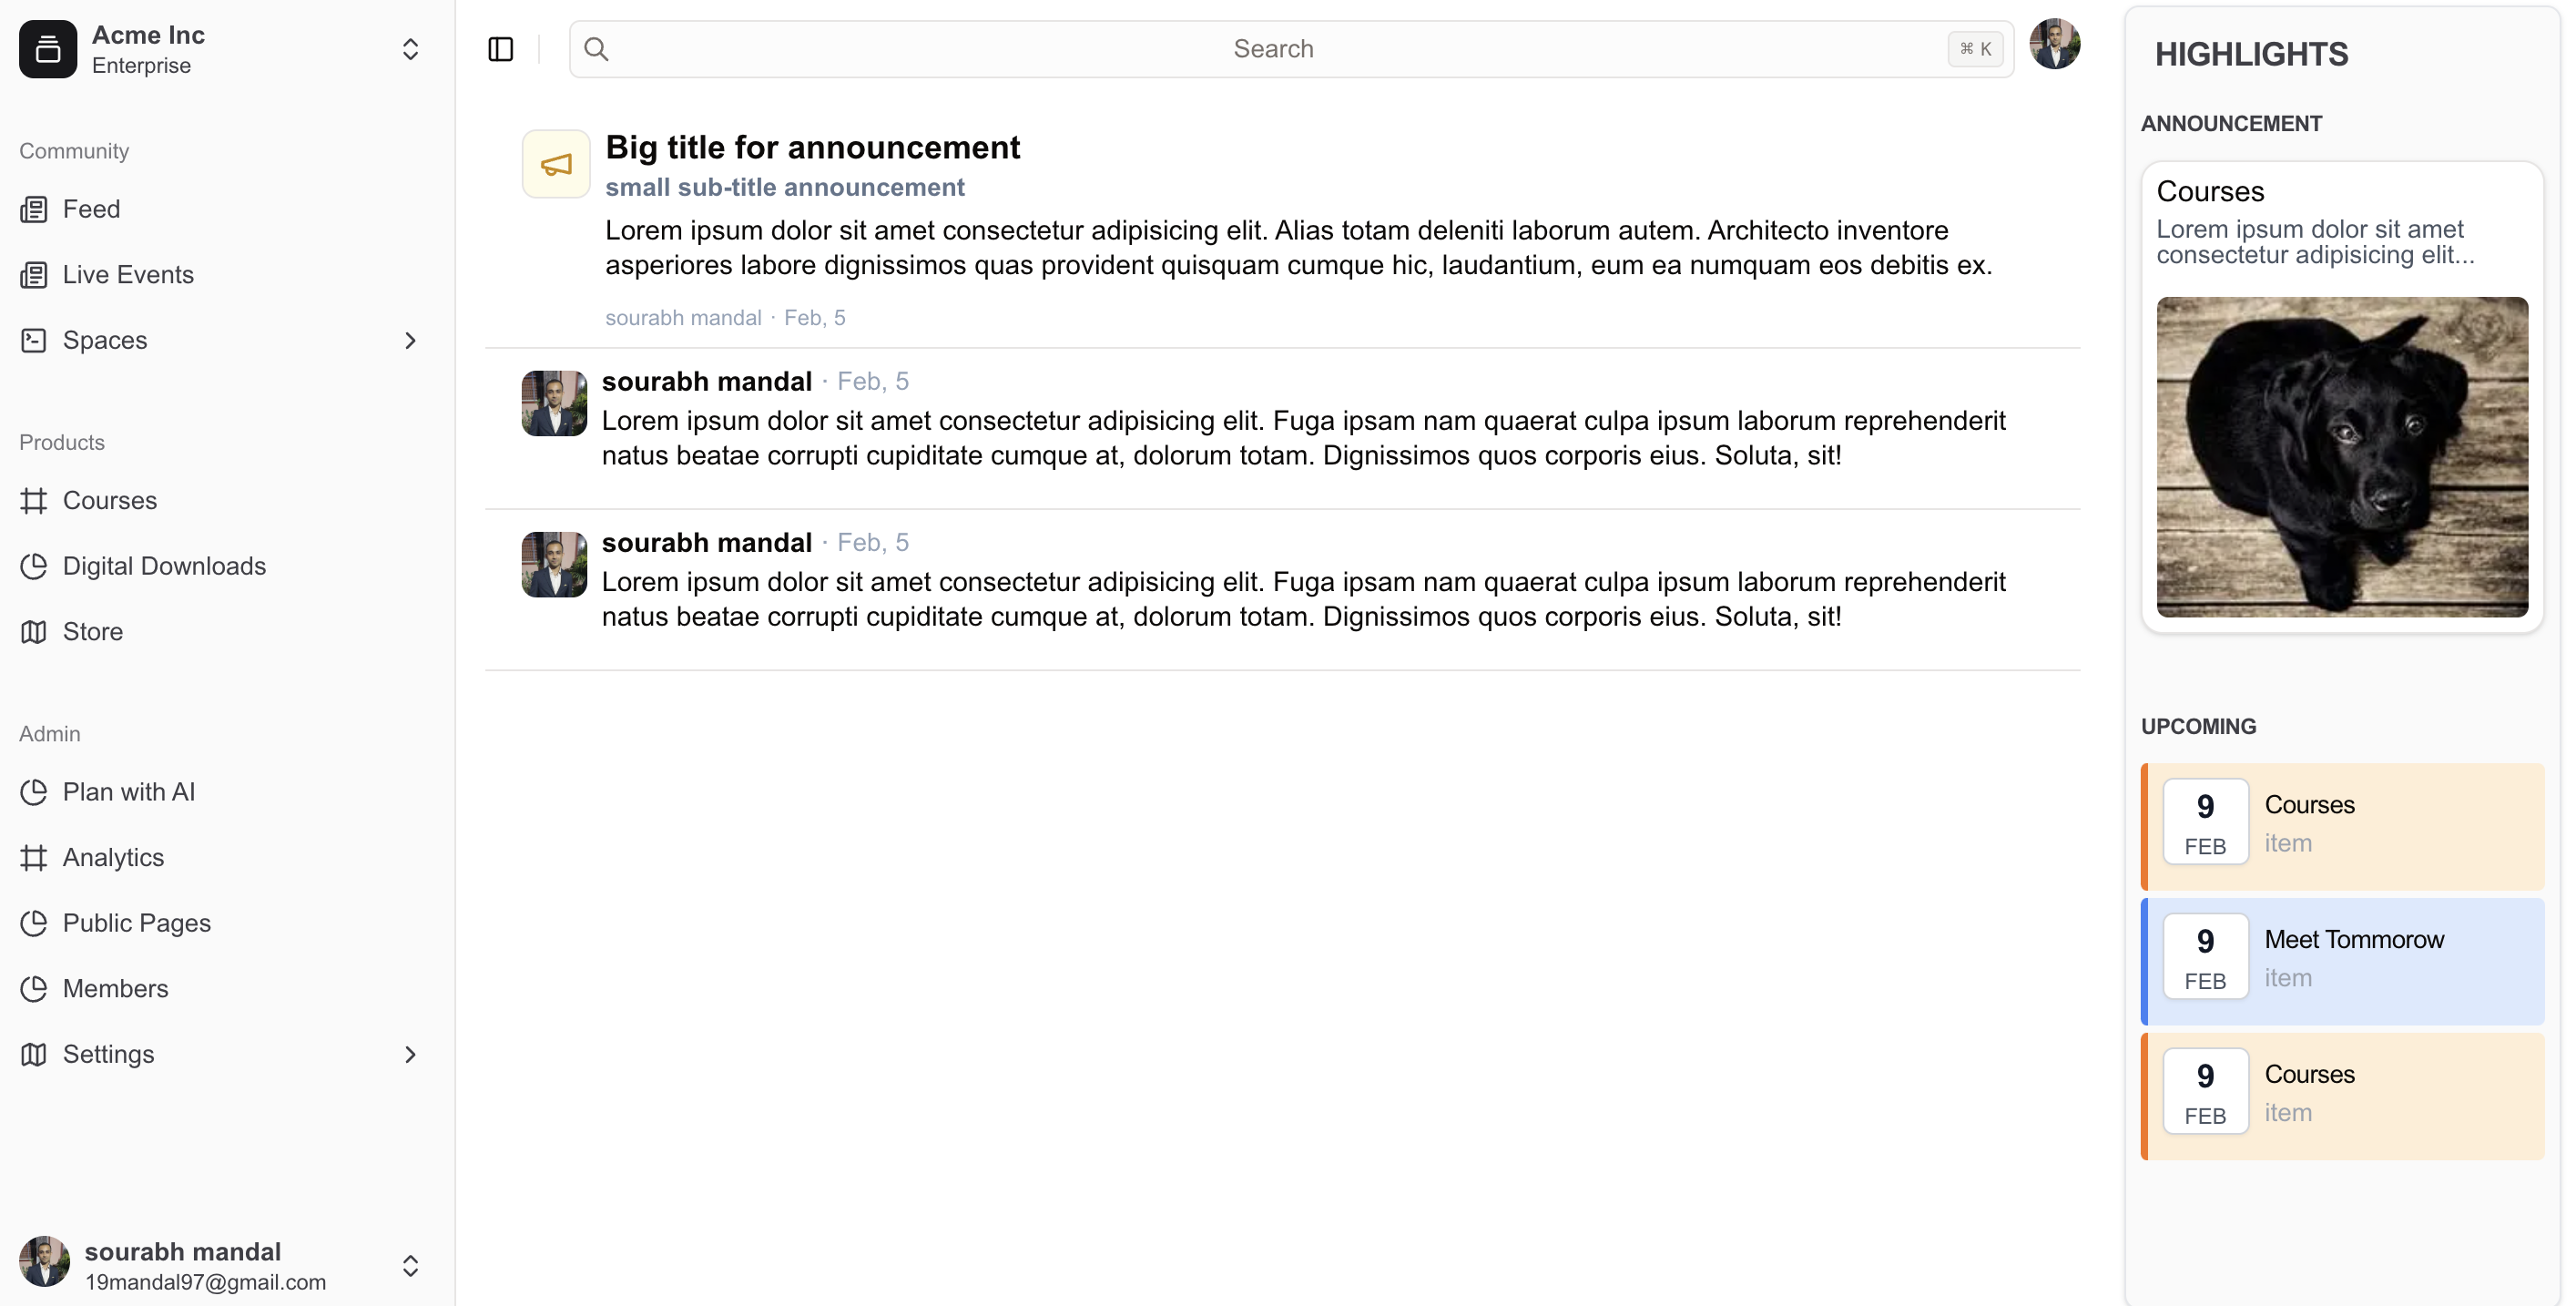 Acme Inc
Enterprise
Community
Feed
Live Events
Spaces
Products
Courses
Digital Downloads
Store
Admin
Plan with AI
Analytics
Public Pages
Members
Settings
sourabh mandal
19mandal97@gmail.com
Search
⌘ K
Big title for announcement
small sub-title announcement
Lorem ipsum dolor sit amet consectetur adipisicing elit. Alias totam deleniti laborum autem. Architecto inventore
asperiores labore dignissimos quas provident quisquam cumque hic, laudantium, eum ea numquam eos debitis ex.
sourabh mandal · Feb, 5
sourabh mandal · Feb, 5
Lorem ipsum dolor sit amet consectetur adipisicing elit. Fuga ipsam nam quaerat culpa ipsum laborum reprehenderit
natus beatae corrupti cupiditate cumque at, dolorum totam. Dignissimos quos corporis eius. Soluta, sit!
sourabh mandal · Feb, 5
Lorem ipsum dolor sit amet consectetur adipisicing elit. Fuga ipsam nam quaerat culpa ipsum laborum reprehenderit
natus beatae corrupti cupiditate cumque at, dolorum totam. Dignissimos quos corporis eius. Soluta, sit!
HIGHLIGHTS
ANNOUNCEMENT
Courses
Lorem ipsum dolor sit amet
consectetur adipisicing elit...
UPCOMING
9
FEB
Courses
item
9
FEB
Meet Tommorow
item
9
FEB
Courses
item